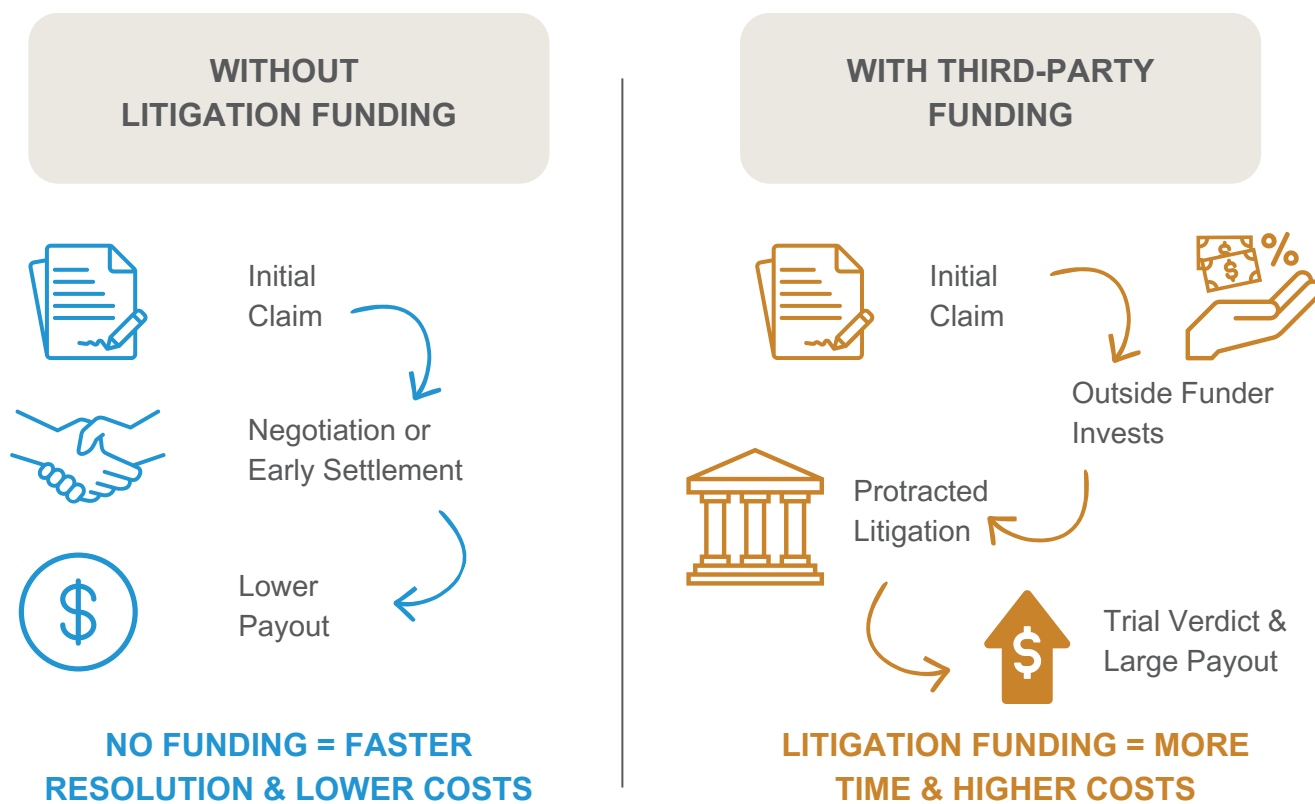 WITHOUT
LITIGATION FUNDING
Initial
Claim
Negotiation or
Early Settlement
$
Lower
Payout
NO FUNDING = FASTER
RESOLUTION & LOWER COSTS
WITH THIRD-PARTY
FUNDING
Initial
Claim
$ $ %
Outside Funder
Invests
Protracted
Litigation
$
Trial Verdict &
Large Payout
LITIGATION FUNDING = MORE
TIME & HIGHER COSTS